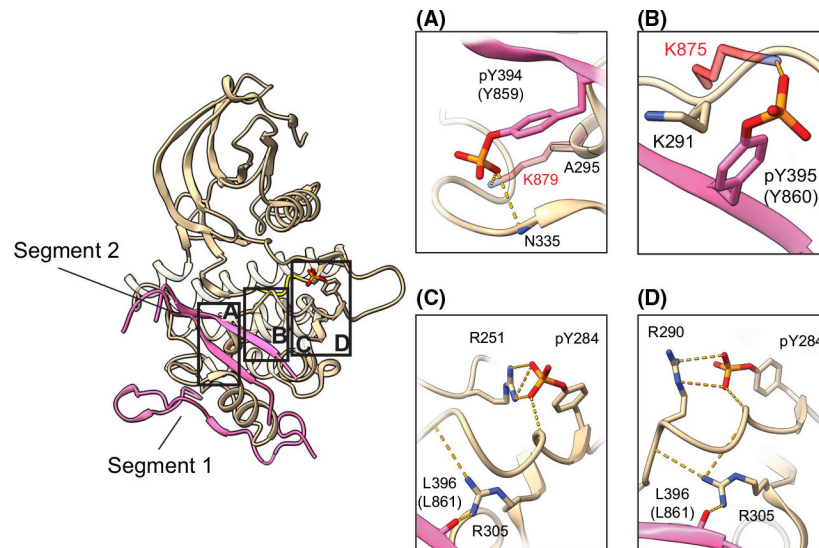 Segment 2
Segment 1
A
B
C
D
(A)
pY394
(Y859)
A295
K879
N335
(B)
K875
K291
pY395
(Y860)
(C)
R251
pY284
L396
(L861)
R305
(D)
R290
pY284
L396
(L861)
R305